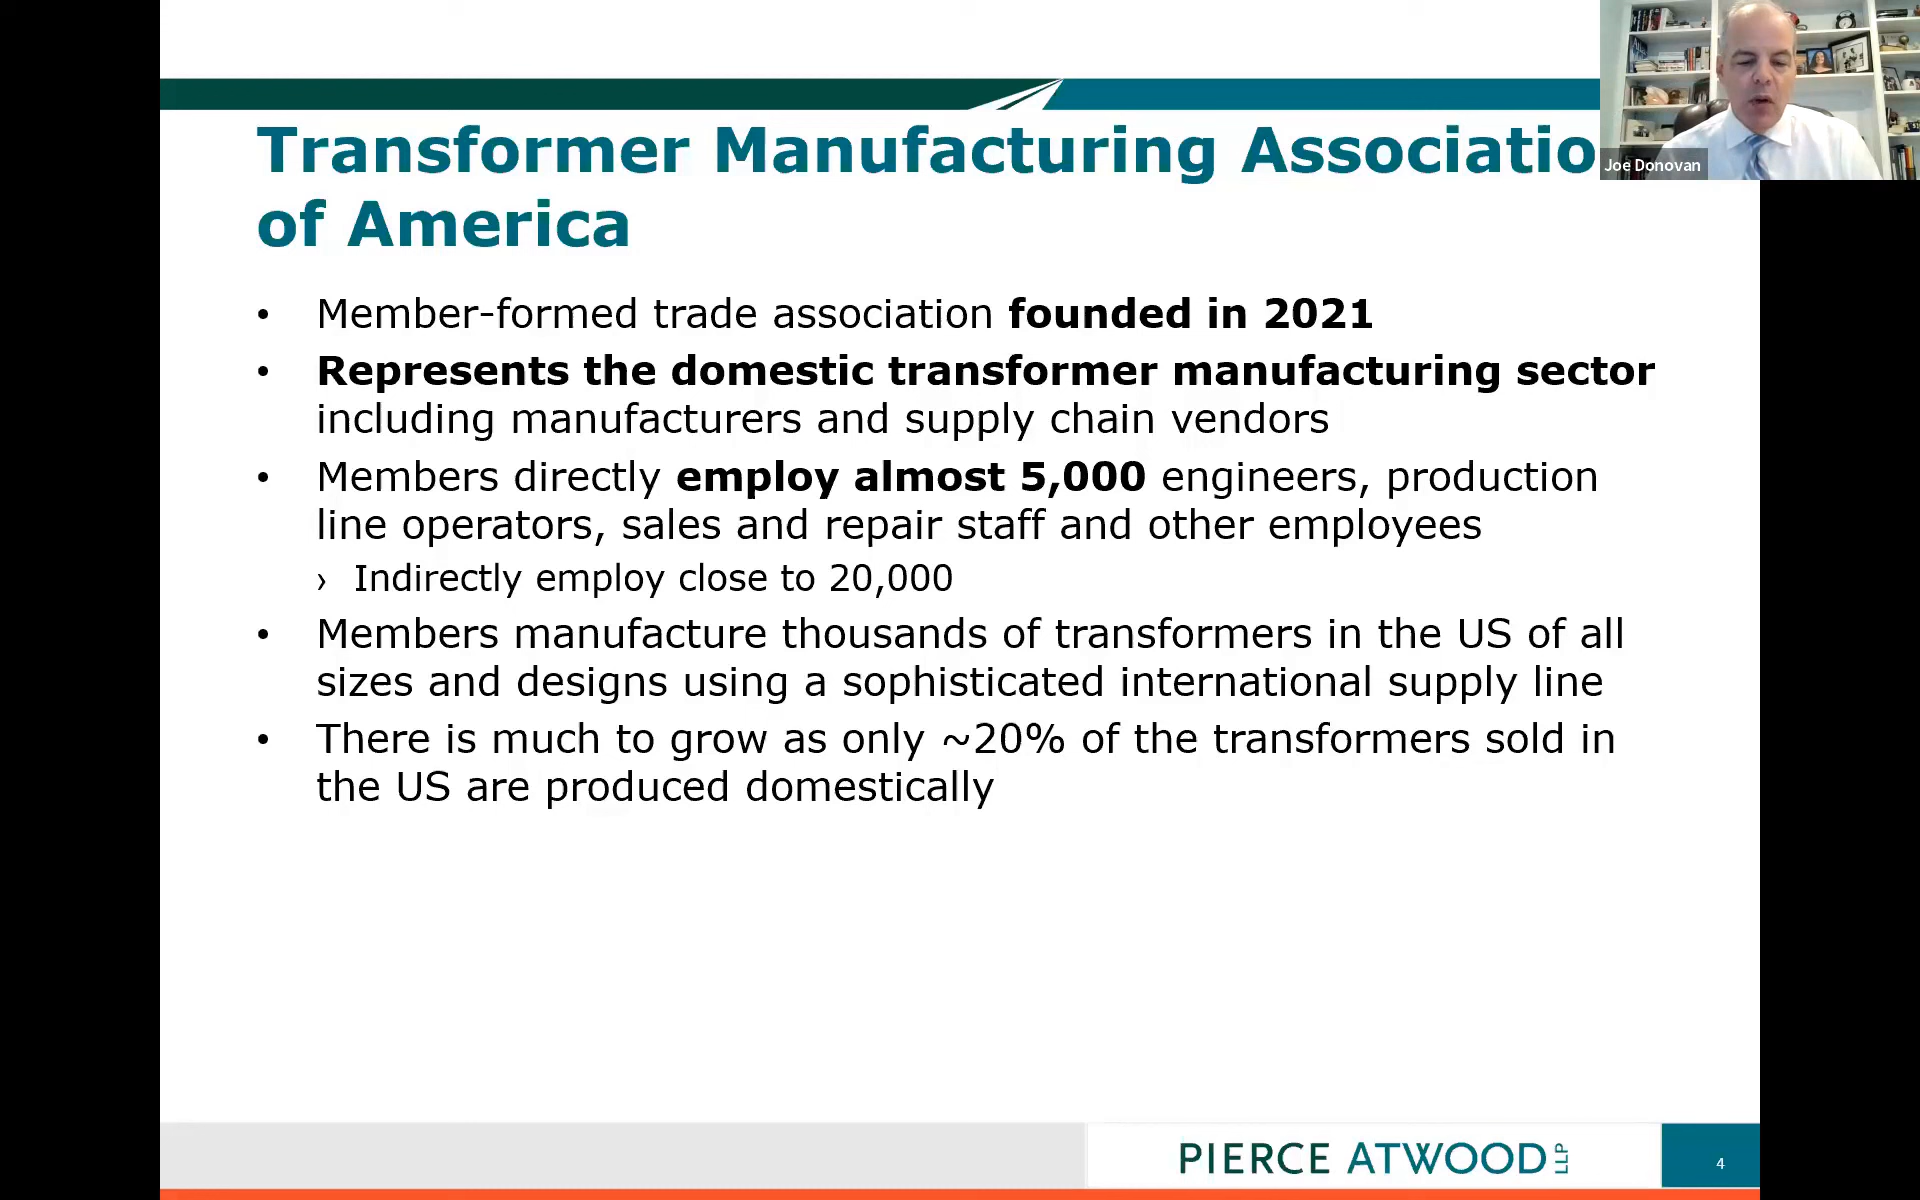 Transformer Manufacturing Associatio
of America
Joe Donovan
• Member-formed trade association founded in 2021
• Represents the domestic transformer manufacturing sector
including manufacturers and supply chain vendors
• Members directly employ almost 5,000 engineers, production
line operators, sales and repair staff and other employees
› Indirectly employ close to 20,000
• Members manufacture thousands of transformers in the US of all
sizes and designs using a sophisticated international supply line
• There is much to grow as only ~20% of the transformers sold in
the US are produced domestically
PIERCE ATWOOD LLP
4